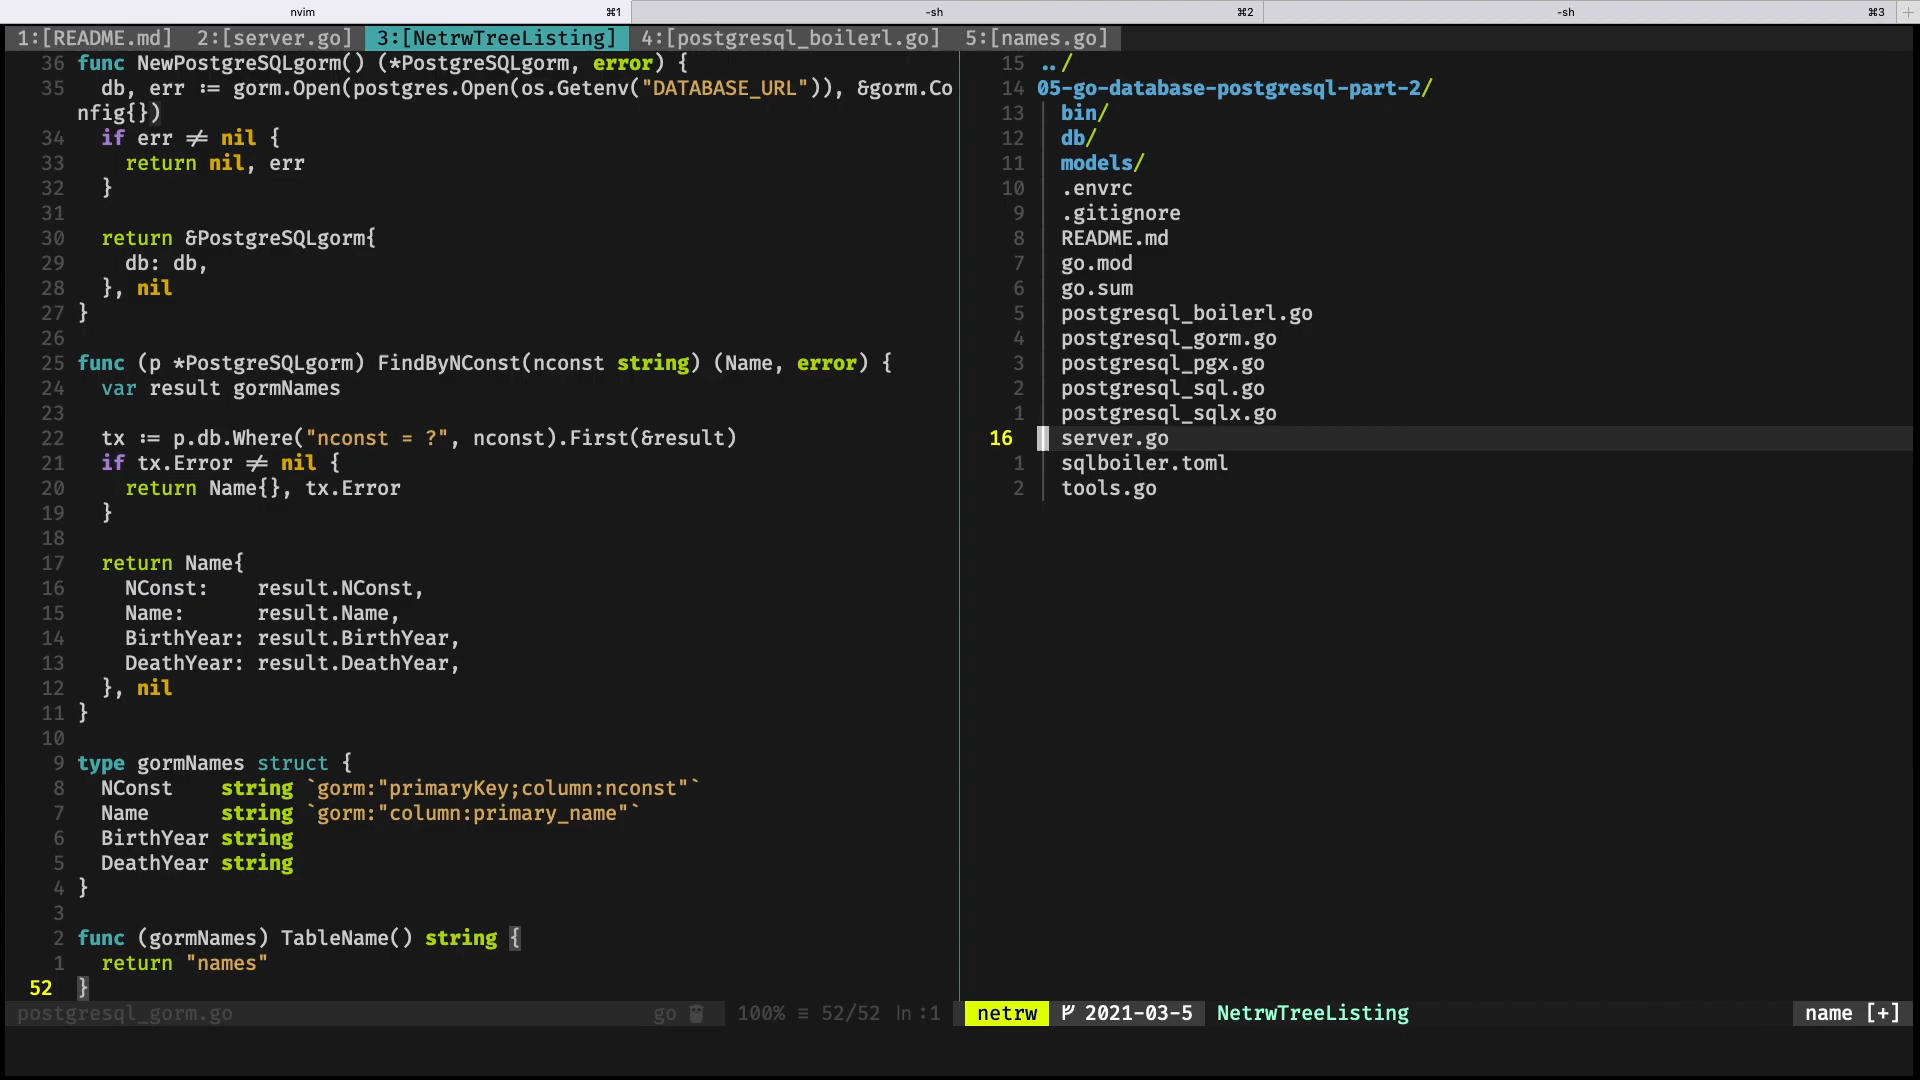 nvim ⌘1 -sh ⌘2 -sh ⌘3 +
1:[README.md] 2:[server.go] 3:[NetrwTreeListing] 4:[postgresql_boilerl.go] 5:[names.go]
36 func NewPostgreSQLgorm() (*PostgreSQLgorm, error) {
35 db, err := gorm.Open(postgres.Open(os.Getenv("DATABASE_URL")), &gorm.Co
nfig{})
34 if err ≠ nil {
33 return nil, err
32 }
31
30 return &PostgreSQLgorm{
29 db: db,
28 }, nil
27 }
26
25 func (p *PostgreSQLgorm) FindByNConst(nconst string) (Name, error) {
24 var result gormNames
23
22 tx := p.db.Where("nconst = ?", nconst).First(&result)
21 if tx.Error ≠ nil {
20 return Name{}, tx.Error
19 }
18
17 return Name{
16 NConst: result.NConst,
15 Name: result.Name,
14 BirthYear: result.BirthYear,
13 DeathYear: result.DeathYear,
12 }, nil
11 }
10
9 type gormNames struct {
8 NConst string `gorm:"primaryKey;column:nconst"`
7 Name string `gorm:"column:primary_name"`
6 BirthYear string
5 DeathYear string
4 }
3
2 func (gormNames) TableName() string {
1 return "names"
52 }
postgresql_gorm.go go 100% ≡ 52/52 ln :1
15 ../
14 05-go-database-postgresql-part-2/
13 bin/
12 db/
11 models/
10 .envrc
9 .gitignore
8 README.md
7 go.mod
6 go.sum
5 postgresql_boilerl.go
4 postgresql_gorm.go
3 postgresql_pgx.go
2 postgresql_sql.go
1 postgresql_sqlx.go
16 server.go
1 sqlboiler.toml
2 tools.go
netrw 2021-03-5 NetrwTreeListing name [+]